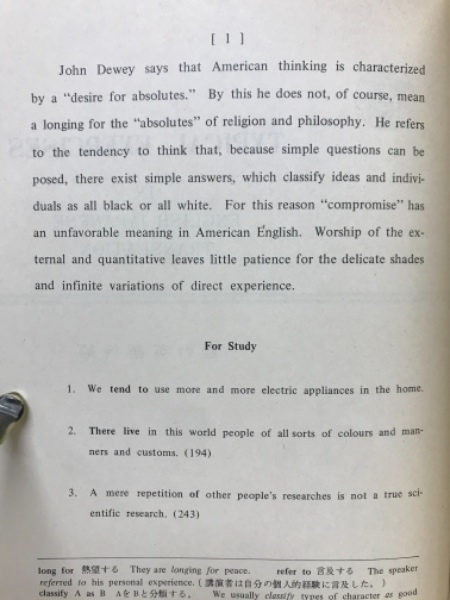 [ 1 ]
John Dewey says that American thinking is characterized
by a "desire for absolutes." By this he does not, of course, mean
a longing for the "absolutes" of religion and philosophy. He refers
to the tendency to think that, because simple questions can be
posed, there exist simple answers, which classify ideas and indivi-
duals as all black or all white. For this reason "compromise" has
an unfavorable meaning in American English. Worship of the ex-
ternal and quantitative leaves little patience for the delicate shades
and infinite variations of direct experience.
For Study
1. We tend to use more and more electric appliances in the home.
2. There live in this world people of all sorts of colours and man-
ners and customs. (194)
3. A mere repetition of other people's researches is not a true sci-
entific research. (243)
long for 熱望する They are longing for peace. refer to 言及する The speaker
referred to his personal experience. (講演者は自分の個人的経験に言及した。)
classify A as B AをBと分類する。 We usually classify types of character as good